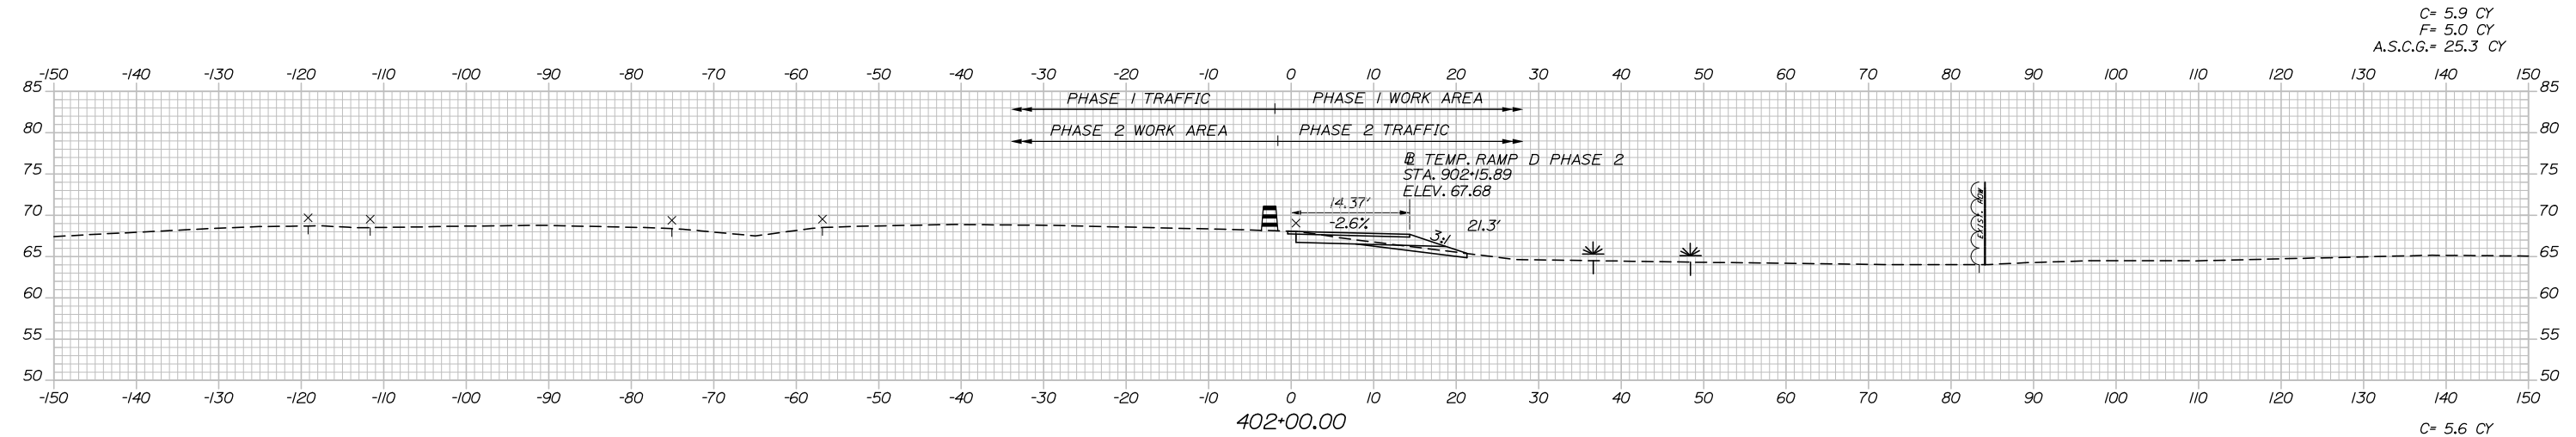 C= 5.9 CY
F= 5.0 CY
A.S.C.G.= 25.3 CY
-150 -140 -130 -120 -110 -100 -90 -80 -70 -60 -50 -40 -30 -20 -10 0 10 20 30 40 50 60 70 80 90 100 110 120 130 140 150
85 85
PHASE 1 TRAFFIC PHASE 1 WORK AREA
80 80
PHASE 2 WORK AREA PHASE 2 TRAFFIC
TEMP. RAMP D PHASE 2
75 75
STA. 902+15.89
ELEV. 67.68
14.37'
70 70
-2.6% 21.3'
3:1
EXIST. ROW
65 65
60 60
55 55
50 50
-150 -140 -130 -120 -110 -100 -90 -80 -70 -60 -50 -40 -30 -20 -10 0 10 20 30 40 50 60 70 80 90 100 110 120 130 140 150
402+00.00
C= 5.6 CY